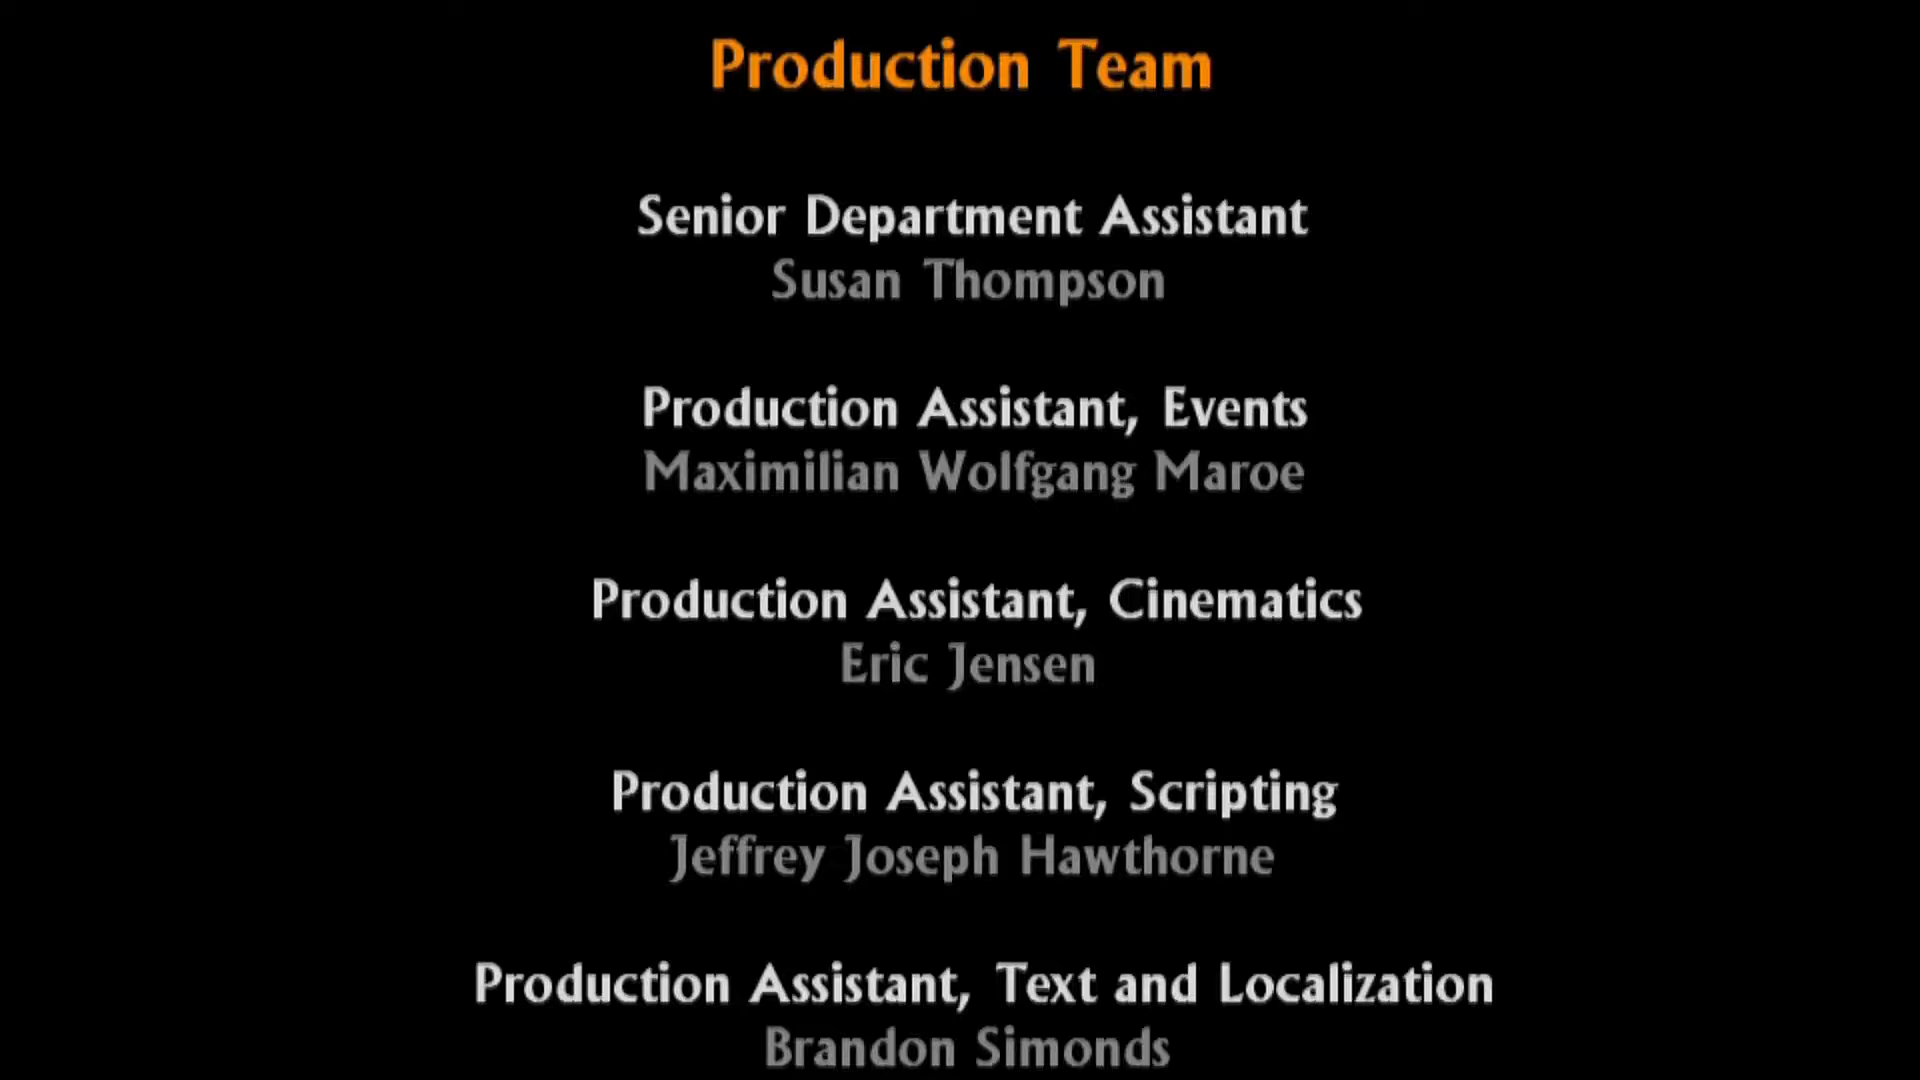 Production Team
Senior Department Assistant
Susan Thompson
Production Assistant, Events
Maximilian Wolfgang Maroe
Production Assistant, Cinematics
Eric Jensen
Production Assistant, Scripting
Jeffrey Joseph Hawthorne
Production Assistant, Text and Localization
Brandon Simonds